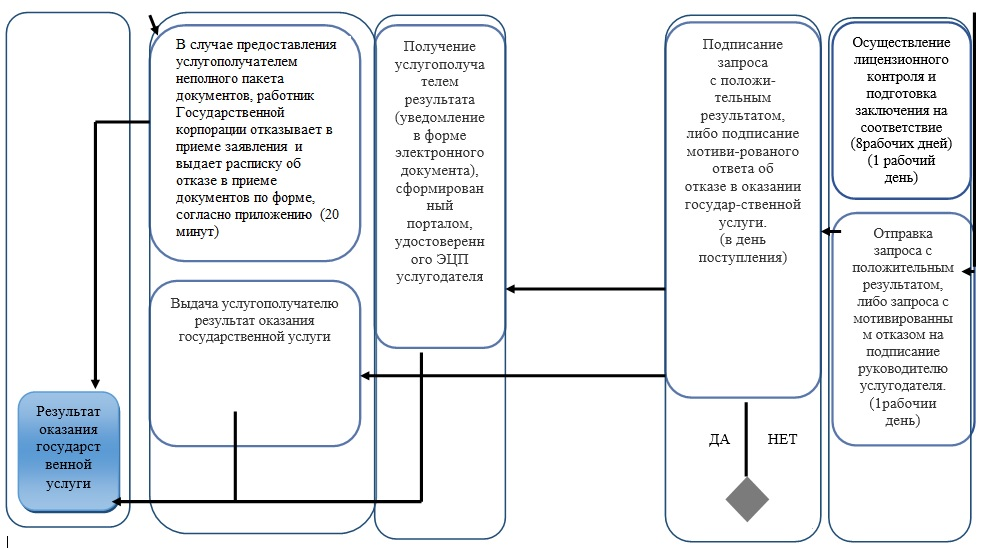 В случае предоставления
услугополучателем
неполного пакета
документов, работник
Государственной
корпорации отказывает в
приеме заявления и
выдает расписку об
отказе в приеме
документов по форме,
согласно приложению (20
минут)
Выдача услугополучателю
результат оказания
государственной услуги
Результат
оказания
государст
венной
услуги
Получение
услугополуча
телем
результата
(уведомление
в форме
электронного
документа),
сформирован
ный
порталом,
удостоверенн
ого ЭЦП
услугодателя
Подписание
запроса
с положи-
тельным
результатом,
либо подписание
мотиви-рованого
ответа об
отказе в оказании
государ-ственной
услуги.
(в день
поступления)
ДА НЕТ
Осуществление
лицензионного
контроля и
подготовка
заключения на
соответствие
(8рабочих дней)
(1 рабочий
день)
Отправка
запроса с
положительным
результатом,
либо запроса с
мотивированны
м отказом на
подписание
руководителю
услугодателя.
(1рабочии
день)